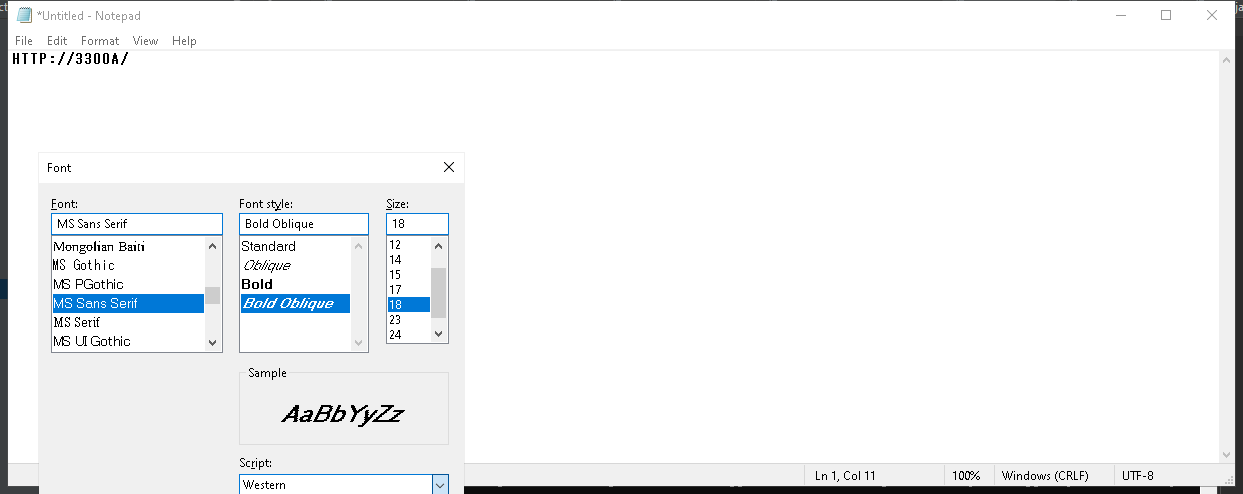 *Untitled - Notepad
File Edit Format View Help
HTTP://3300A/
Font
Font: Font style: Size:
MS Sans Serif Bold Oblique 18
Mongolian Baiti
MS Gothic
MS PGothic
MS Sans Serif
MS Serif
MS UI Gothic
Standard
Oblique
Bold
Bold Oblique
12
14
15
17
18
23
24
Sample
AaBbYyZz
Script:
Western
Ln 1, Col 11 100% Windows (CRLF) UTF-8